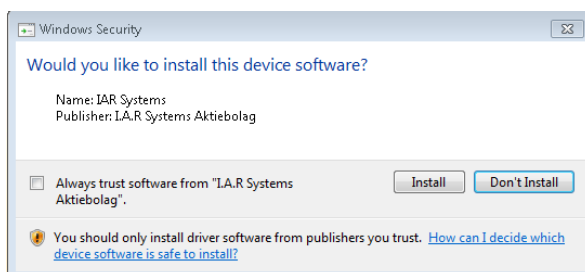 Windows Security
Would you like to install this device software?
Name: IAR Systems
Publisher: I.A.R Systems Aktiebolag
Always trust software from "I.A.R Systems
Aktiebolag".
Install
Don't Install
You should only install driver software from publishers you trust. How can I decide which
device software is safe to install?